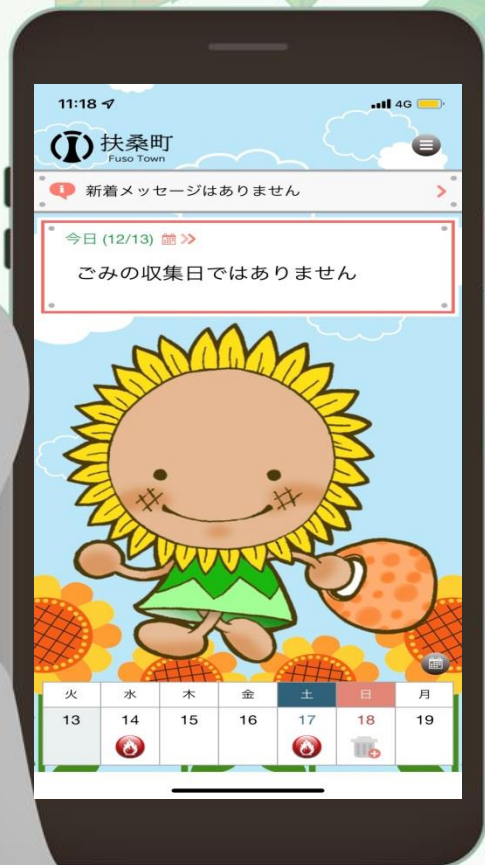 11:18
4G
扶桑町
Fuso Town
新着メッセージはありません
今日 (12/13)
ごみの収集日ではありません
火 水 木 金 土 日 月
13 14 15 16 17 18 19